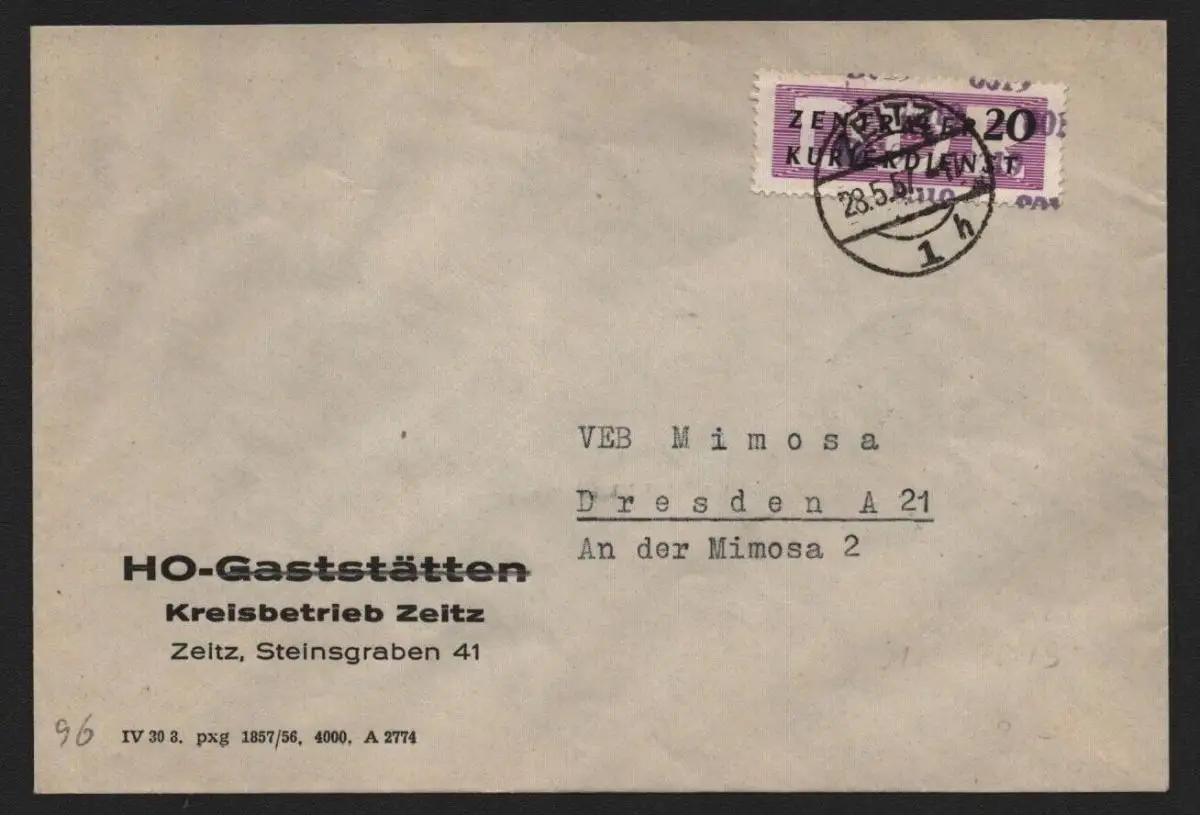 ZENTRALER 20
KURIERDIENST
ZEITZ
28.5.57
1 h
VEB Mimosa
Dresden A 21
An der Mimosa 2
HO-Gaststätten
Kreisbetrieb Zeitz
Zeitz, Steinsgraben 41
96
IV 30 3. pxg 1857/56, 4000, A 2774